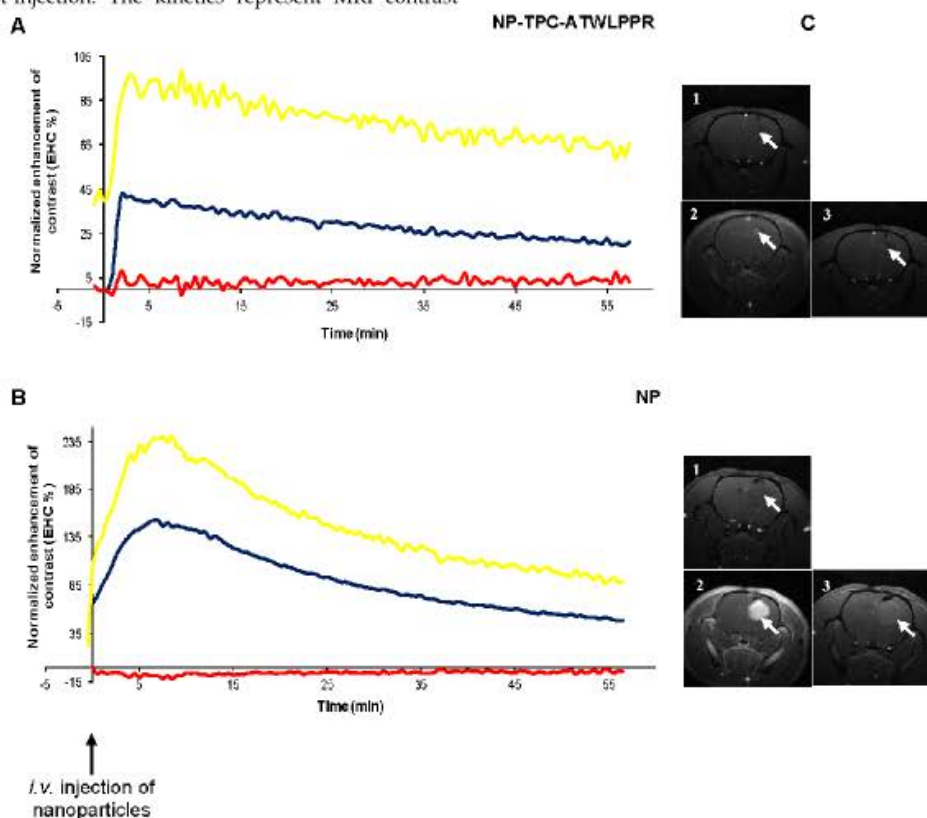 t injection. The kinetics represent MRI contrast
A
NP-TPC-ATWLPPR
C
Normalized enhancement of
contrast (EHC %)
105
85
65
45
25
5
-15
-5
5
15
25
35
45
55
Time (min)
1
2
3
B
NP
Normalized enhancement of
contrast (EHC %)
235
185
135
85
35
-15
-5
5
15
25
35
45
55
Time (min)
1
2
3
i.v. injection of
nanoparticles